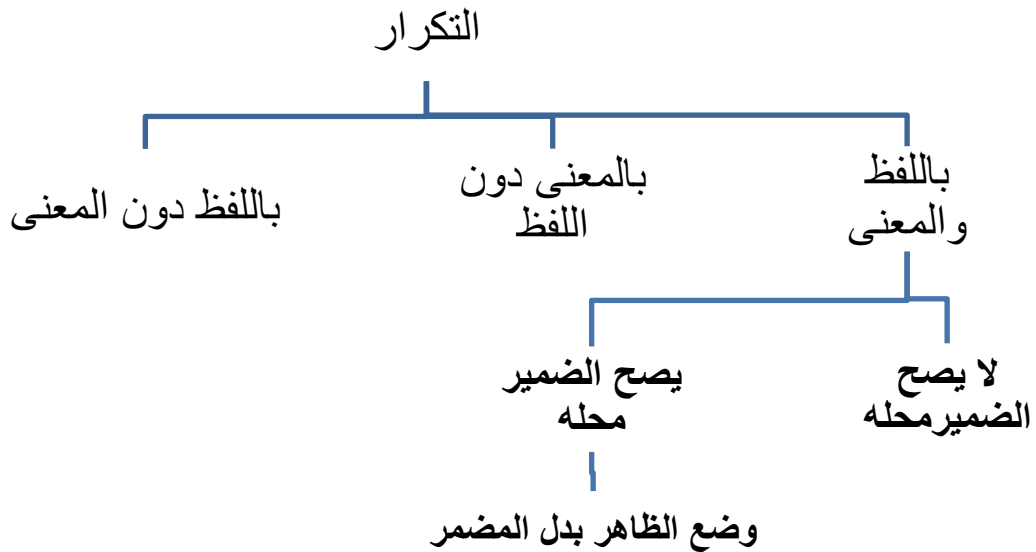 التكرار
باللفظ
والمعنى
بالمعنى دون
اللفظ
باللفظ دون المعنى
لا يصح
الضميرمحله
يصح الضمير
محله
وضع الظاهر بدل المضمر